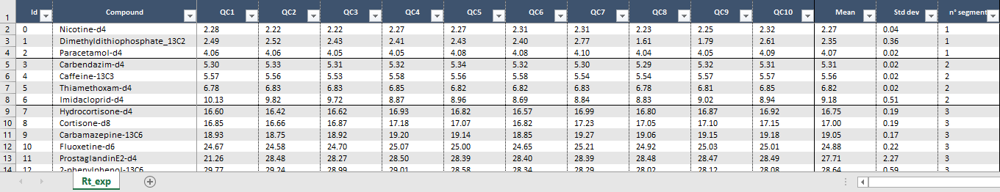 1 Id Compound QC1 QC2 QC3 QC4 QC5 QC6 QC7 QC8 QC9 QC10 Mean Std dev n° segment
2 0 Nicotine-d4 2.28 2.22 2.22 2.27 2.27 2.31 2.31 2.23 2.25 2.32 2.27 0.04 1
3 1 Dimethyldithiophosphate_13C2 2.49 2.52 2.43 2.41 2.43 2.40 2.77 1.61 1.79 2.61 2.35 0.36 1
4 2 Paracetamol-d4 4.06 4.06 4.05 4.05 4.08 4.08 4.10 4.04 4.05 4.09 4.07 0.02 1
5 3 Carbendazim-d4 5.30 5.33 5.31 5.32 5.34 5.32 5.30 5.29 5.32 5.31 5.31 0.02 2
6 4 Caffeine-13C3 5.57 5.56 5.53 5.58 5.56 5.58 5.58 5.54 5.57 5.57 5.56 0.02 2
7 5 Thiamethoxam-d4 6.78 6.83 6.83 6.85 6.82 6.82 6.83 6.78 6.81 6.85 6.82 0.02 2
8 6 Imidacloprid-d4 10.13 9.82 9.72 8.87 8.96 8.69 8.84 8.83 9.02 8.94 9.18 0.51 2
9 7 Hydrocortisone-d4 16.60 16.42 16.62 16.93 16.82 16.57 16.99 16.80 16.87 16.92 16.75 0.19 3
10 8 Cortisone-d8 16.85 16.66 16.87 17.18 17.07 16.82 17.23 17.05 17.10 17.15 17.00 0.19 3
11 9 Carbamazepine-13C6 18.93 18.75 18.92 19.20 19.14 18.85 19.27 19.06 19.15 19.18 19.05 0.17 3
12 10 Fluoxetine-d6 24.67 24.58 24.70 25.07 25.00 24.65 25.21 24.92 25.03 25.01 24.88 0.22 3
13 11 ProstaglandinE2-d4 21.26 28.48 28.27 28.50 28.39 28.40 28.39 28.39 28.47 28.49 27.71 2.27 3
14 12 2-phenylphenol-13C6 29.77 29.24 28.99 29.01 28.58 28.34 28.29 28.02 28.12 28.08 28.64 0.59 3
Rt_exp